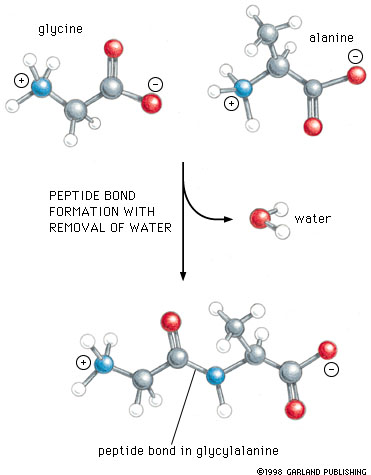 glycine
alanine
+
−
−
+
PEPTIDE BOND
FORMATION WITH
REMOVAL OF WATER
water
+
−
peptide bond in glycylalanine
©1998 GARLAND PUBLISHING